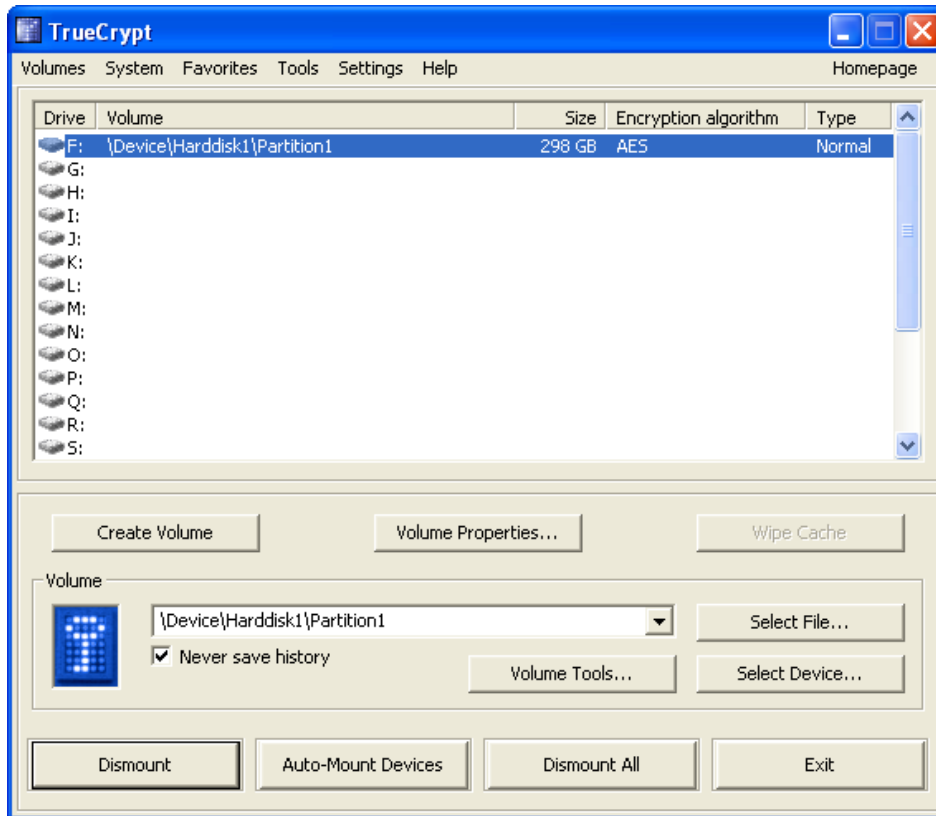 TrueCrypt
Volumes System Favorites Tools Settings Help Homepage
Drive Volume Size Encryption algorithm Type
F: \Device\Harddisk1\Partition1 298 GB AES Normal
G:
H:
I:
J:
K:
L:
M:
N:
O:
P:
Q:
R:
S:
Create Volume Volume Properties... Wipe Cache
Volume
\Device\Harddisk1\Partition1 Select File...
Never save history
Volume Tools... Select Device...
Dismount Auto-Mount Devices Dismount All Exit